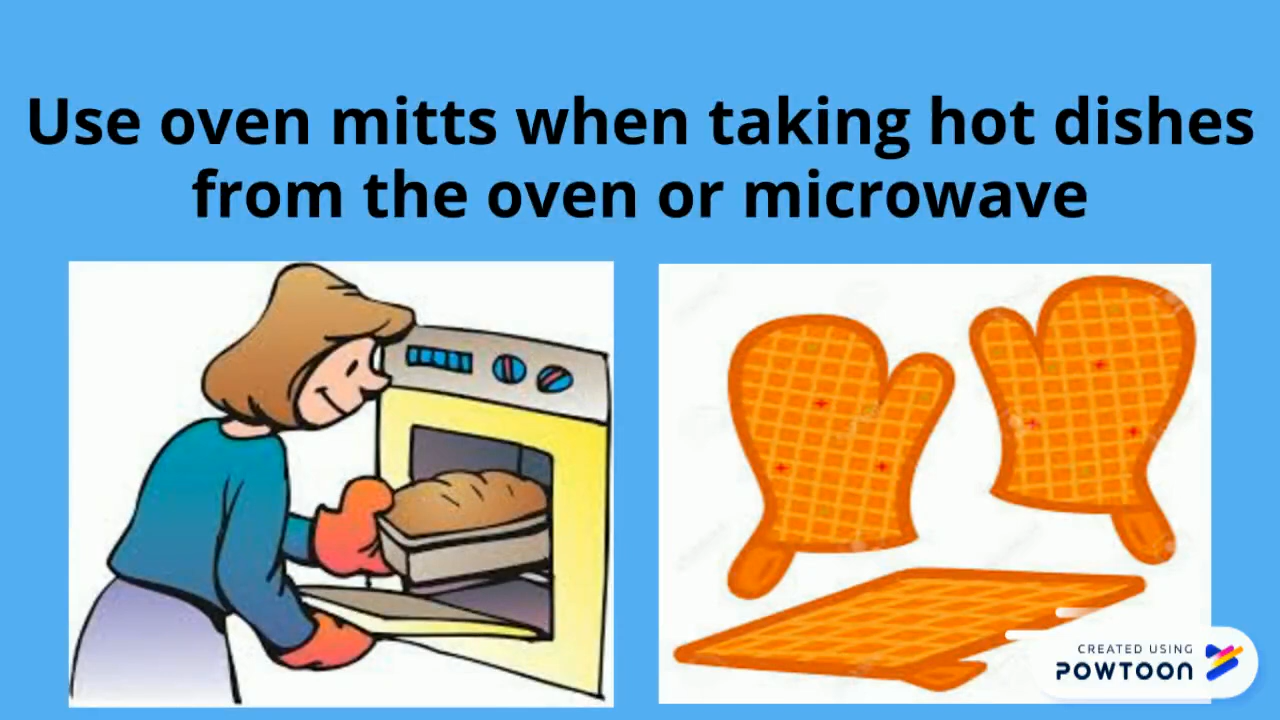 Use oven mitts when taking hot dishes
from the oven or microwave
CREATED USING
POWTOON